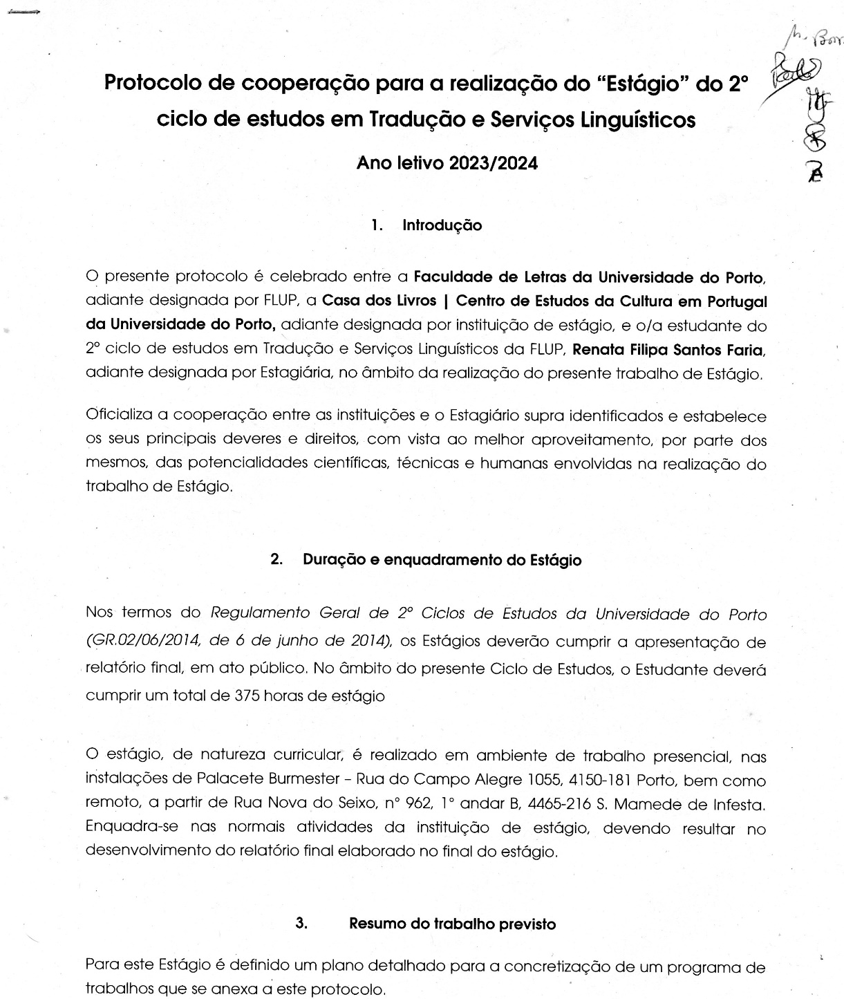 Protocolo de cooperação para a realização do “Estágio” do 2º
ciclo de estudos em Tradução e Serviços Linguísticos
Ano letivo 2023/2024
1. Introdução
O presente protocolo é celebrado entre a Faculdade de Letras da Universidade do Porto,
adiante designada por FLUP, a Casa dos Livros | Centro de Estudos da Cultura em Portugal
da Universidade do Porto, adiante designada por instituição de estágio, e o/a estudante do
2º ciclo de estudos em Tradução e Serviços Linguísticos da FLUP, Renata Filipa Santos Faria,
adiante designada por Estagiária, no âmbito da realização do presente trabalho de Estágio.
Oficializa a cooperação entre as instituições e o Estagiário supra identificados e estabelece
os seus principais deveres e direitos, com vista ao melhor aproveitamento, por parte dos
mesmos, das potencialidades científicas, técnicas e humanas envolvidas na realização do
trabalho de Estágio.
2. Duração e enquadramento do Estágio
Nos termos do Regulamento Geral de 2º Ciclos de Estudos da Universidade do Porto
(GR.02/06/2014, de 6 de junho de 2014), os Estágios deverão cumprir a apresentação de
relatório final, em ato público. No âmbito do presente Ciclo de Estudos, o Estudante deverá
cumprir um total de 375 horas de estágio
O estágio, de natureza curricular, é realizado em ambiente de trabalho presencial, nas
instalações de Palacete Burmester – Rua do Campo Alegre 1055, 4150-181 Porto, bem como
remoto, a partir de Rua Nova do Seixo, nº 962, 1º andar B, 4465-216 S. Mamede de Infesta.
Enquadra-se nas normais atividades da instituição de estágio, devendo resultar no
desenvolvimento do relatório final elaborado no final do estágio.
3. Resumo do trabalho previsto
Para este Estágio é definido um plano detalhado para a concretização de um programa de
trabalhos que se anexa a este protocolo.